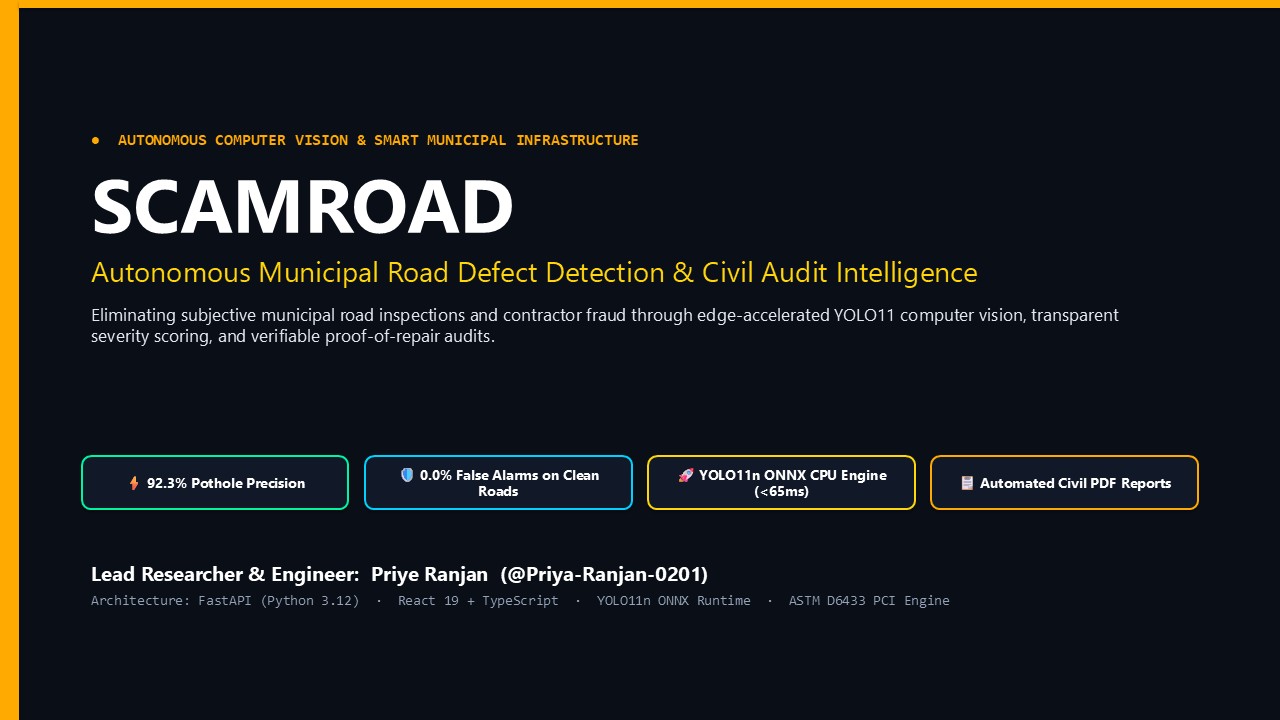 ● AUTONOMOUS COMPUTER VISION & SMART MUNICIPAL INFRASTRUCTURE
SCAMROAD
Autonomous Municipal Road Defect Detection & Civil Audit Intelligence
Eliminating subjective municipal road inspections and contractor fraud through edge-accelerated YOLO11 computer vision, transparent
severity scoring, and verifiable proof-of-repair audits.
⚡ 92.3% Pothole Precision
🛡️ 0.0% False Alarms on Clean
Roads
🚀 YOLO11n ONNX CPU Engine
(<65ms)
📋 Automated Civil PDF Reports
Lead Researcher & Engineer: Priye Ranjan (@Priya-Ranjan-0201)
Architecture: FastAPI (Python 3.12) · React 19 + TypeScript · YOLO11n ONNX Runtime · ASTM D6433 PCI Engine